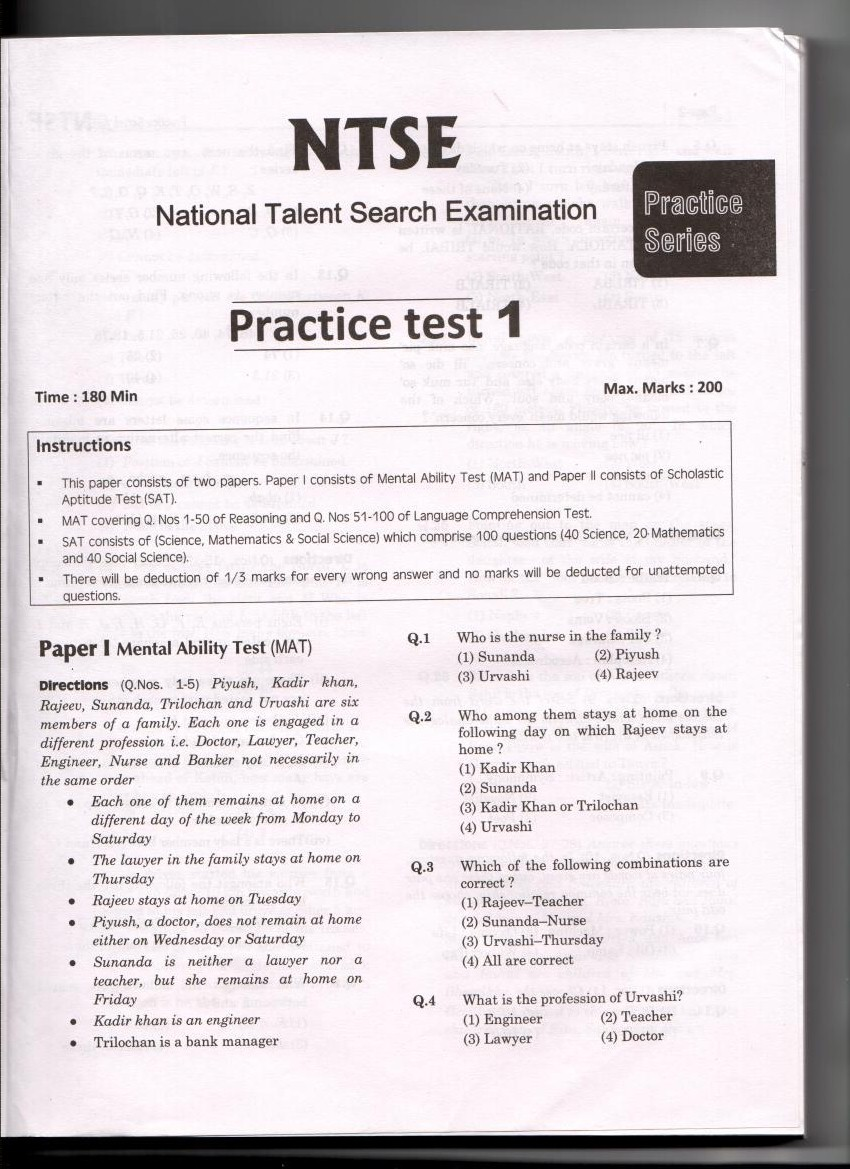 NTSE
National Talent Search Examination
Practice
Series
Practice test 1
Time : 180 Min
Max. Marks : 200
Instructions
▪ This paper consists of two papers. Paper I consists of Mental Ability Test (MAT) and Paper II consists of Scholastic
Aptitude Test (SAT).
▪ MAT covering Q. Nos 1-50 of Reasoning and Q. Nos 51-100 of Language Comprehension Test.
▪ SAT consists of (Science, Mathematics & Social Science) which comprise 100 questions (40 Science, 20 Mathematics
and 40 Social Science).
▪ There will be deduction of 1/3 marks for every wrong answer and no marks will be deducted for unattempted
questions.
Paper I Mental Ability Test (MAT)
Directions (Q.Nos. 1-5) Piyush, Kadir khan,
Rajeev, Sunanda, Trilochan and Urvashi are six
members of a family. Each one is engaged in a
different profession i.e. Doctor, Lawyer, Teacher,
Engineer, Nurse and Banker not necessarily in
the same order
• Each one of them remains at home on a
different day of the week from Monday to
Saturday
• The lawyer in the family stays at home on
Thursday
• Rajeev stays at home on Tuesday
• Piyush, a doctor, does not remain at home
either on Wednesday or Saturday
• Sunanda is neither a lawyer nor a
teacher, but she remains at home on
Friday
• Kadir khan is an engineer
• Trilochan is a bank manager
Q.1 Who is the nurse in the family ?
(1) Sunanda (2) Piyush
(3) Urvashi (4) Rajeev
Q.2 Who among them stays at home on the
following day on which Rajeev stays at
home ?
(1) Kadir Khan
(2) Sunanda
(3) Kadir Khan or Trilochan
(4) Urvashi
Q.3 Which of the following combinations are
correct ?
(1) Rajeev–Teacher
(2) Sunanda–Nurse
(3) Urvashi–Thursday
(4) All are correct
Q.4 What is the profession of Urvashi?
(1) Engineer (2) Teacher
(3) Lawyer (4) Doctor